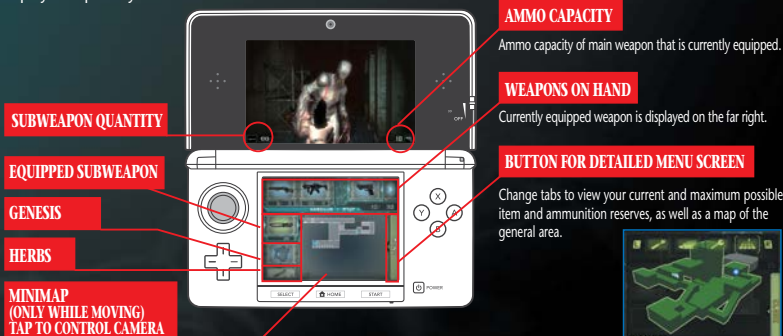 SUBWEAPON QUANTITY
EQUIPPED SUBWEAPON
GENESIS
HERBS
MINIMAP
(ONLY WHILE MOVING)
TAP TO CONTROL CAMERA
OFF
X
Y
A
B
SELECT
HOME
START
POWER
AMMO CAPACITY
Ammo capacity of main weapon that is currently equipped.
WEAPONS ON HAND
Currently equipped weapon is displayed on the far right.
BUTTON FOR DETAILED MENU SCREEN
Change tabs to view your current and maximum possible
item and ammunition reserves, as well as a map of the
general area.